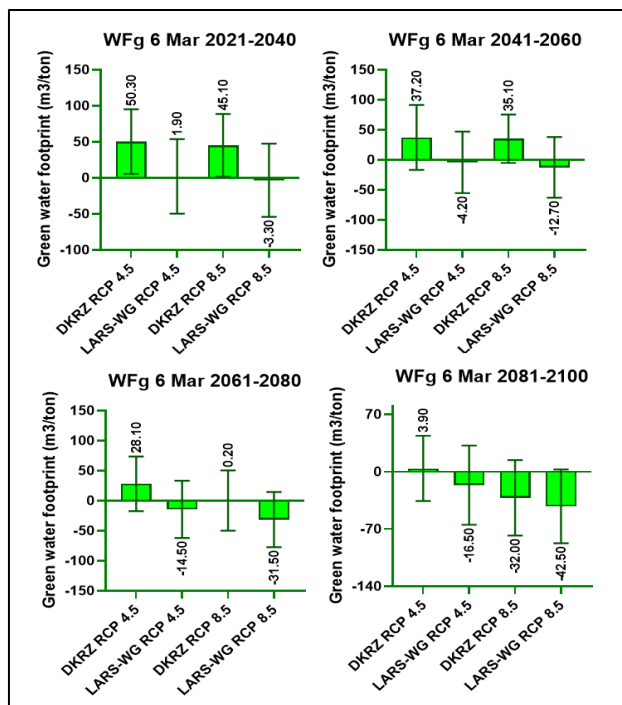 WFg 6 Mar 2021-2040
Green water footprint (m3/ton)
150
100
50
0
-50
-100
50.30
1.90
45.10
-3.30
DKRZ RCP 4.5
LARS-WG RCP 4.5
DKRZ RCP 8.5
LARS-WG RCP 8.5
WFg 6 Mar 2041-2060
Green water footprint (m3/ton)
150
100
50
0
-50
-100
-150
37.20
-4.20
35.10
-12.70
DKRZ RCP 4.5
LARS-WG RCP 4.5
DKRZ RCP 8.5
LARS-WG RCP 8.5
WFg 6 Mar 2061-2080
Green water footprint (m3/ton)
150
100
50
0
-50
-100
-150
28.10
-14.50
0.20
-31.50
DKRZ RCP 4.5
LARS-WG RCP 4.5
DKRZ RCP 8.5
LARS-WG RCP 8.5
WFg 6 Mar 2081-2100
Green water footprint (m3/ton)
70
0
-70
-140
3.90
-16.50
-32.00
-42.50
DKRZ RCP 4.5
LARS-WG RCP 4.5
DKRZ RCP 8.5
LARS-WG RCP 8.5